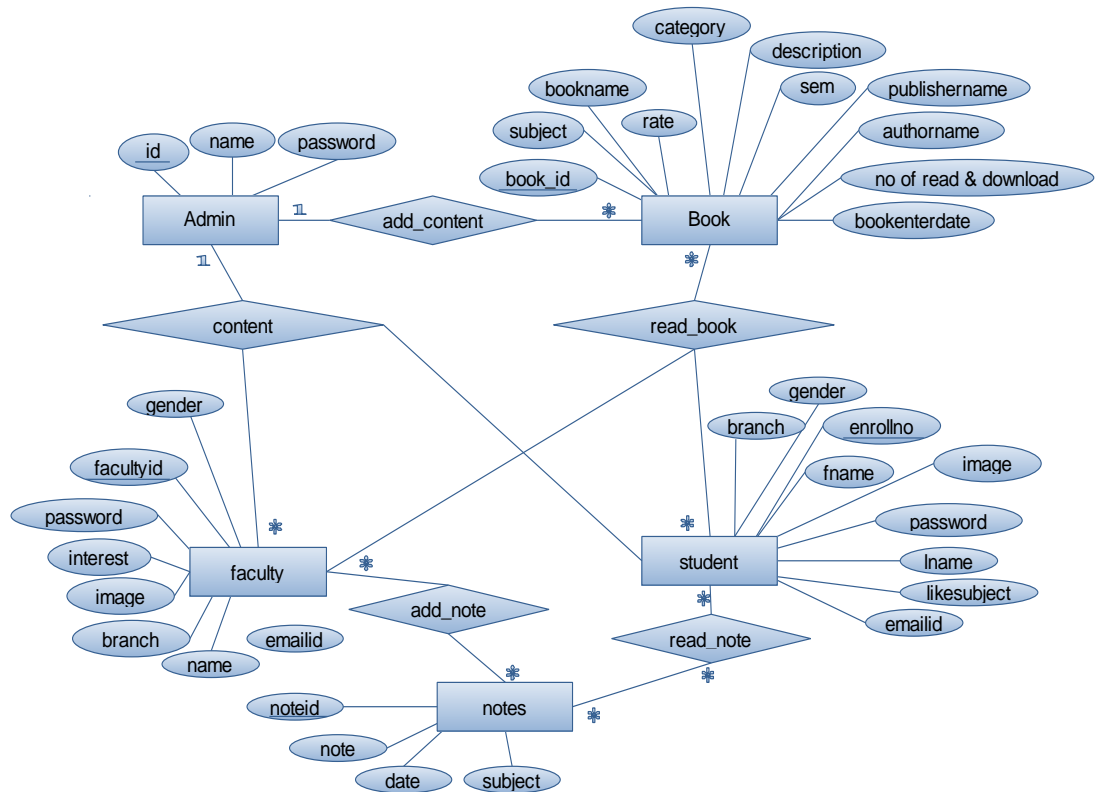 category
description
bookname
sem
publishername
name
rate
subject
authorname
id
password
book_id
no of read & download
1
*
Admin
add_content
Book
bookenterdate
1
*
content
read_book
gender
gender
branch
enrollno
facultyid
fname
image
password
*
*
password
interest
*
faculty
student
lname
image
likesubject
*
add_note
branch
emailid
read_note
emailid
name
*
*
noteid
notes
*
note
date
subject